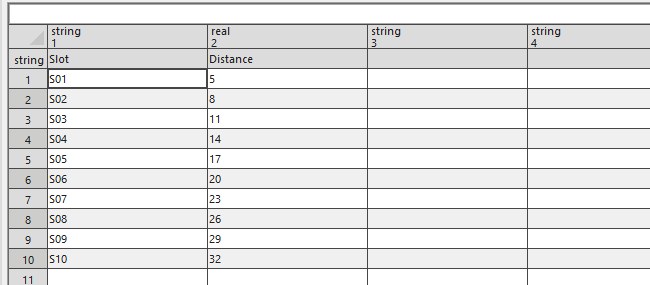 string real string string
1 2 3 4
string Slot Distance
1 S01 5
2 S02 8
3 S03 11
4 S04 14
5 S05 17
6 S06 20
7 S07 23
8 S08 26
9 S09 29
10 S10 32
11